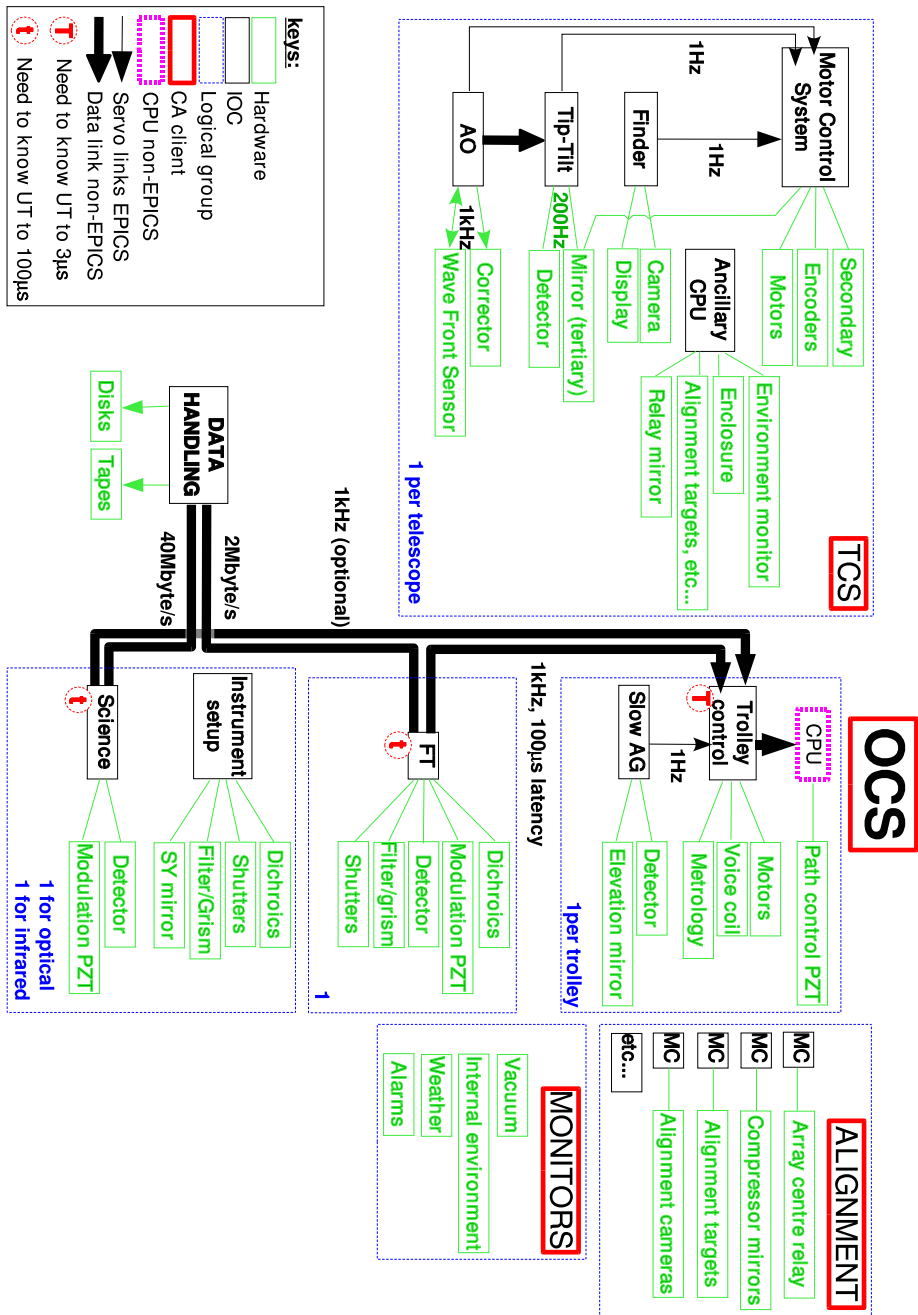 OCS
TCS
Motor Control
System
1Hz
1Hz
Finder
Tip-Tilt
AO
200Hz
1kHz
Secondary
Encoders
Motors
Ancillary
CPU
Environment monitor
Enclosure
Alignment targets, etc...
Relay mirror
Camera
Display
Mirror (tertiary)
Detector
Corrector
Wave Front Sensor
1 per telescope
CPU
Trolley
control
T
Slow AG
1Hz
Path control PZT
Motors
Voice coil
Metrology
Detector
Elevation mirror
1per trolley
1kHz, 100µs latency
1kHz (optional)
ALIGNMENT
MC
Array centre relay
MC
Compressor mirrors
MC
Alignment targets
MC
Alignment cameras
etc...
FT
t
Dichroics
Modulation PZT
Detector
Filter/grism
Shutters
1
MONITORS
Vacuum
Internal environment
Weather
Alarms
DATA
HANDLING
2Mbyte/s
40Mbyte/s
Disks
Tapes
Instrument
setup
Dichroics
Shutters
Filter/Grism
SY mirror
Science
t
Detector
Modulation PZT
1 for optical
1 for infrared
keys:
Hardware
IOC
Logical group
CA client
CPU non-EPICS
Servo links EPICS
Data link non-EPICS
T Need to know UT to 3µs
t Need to know UT to 100µs